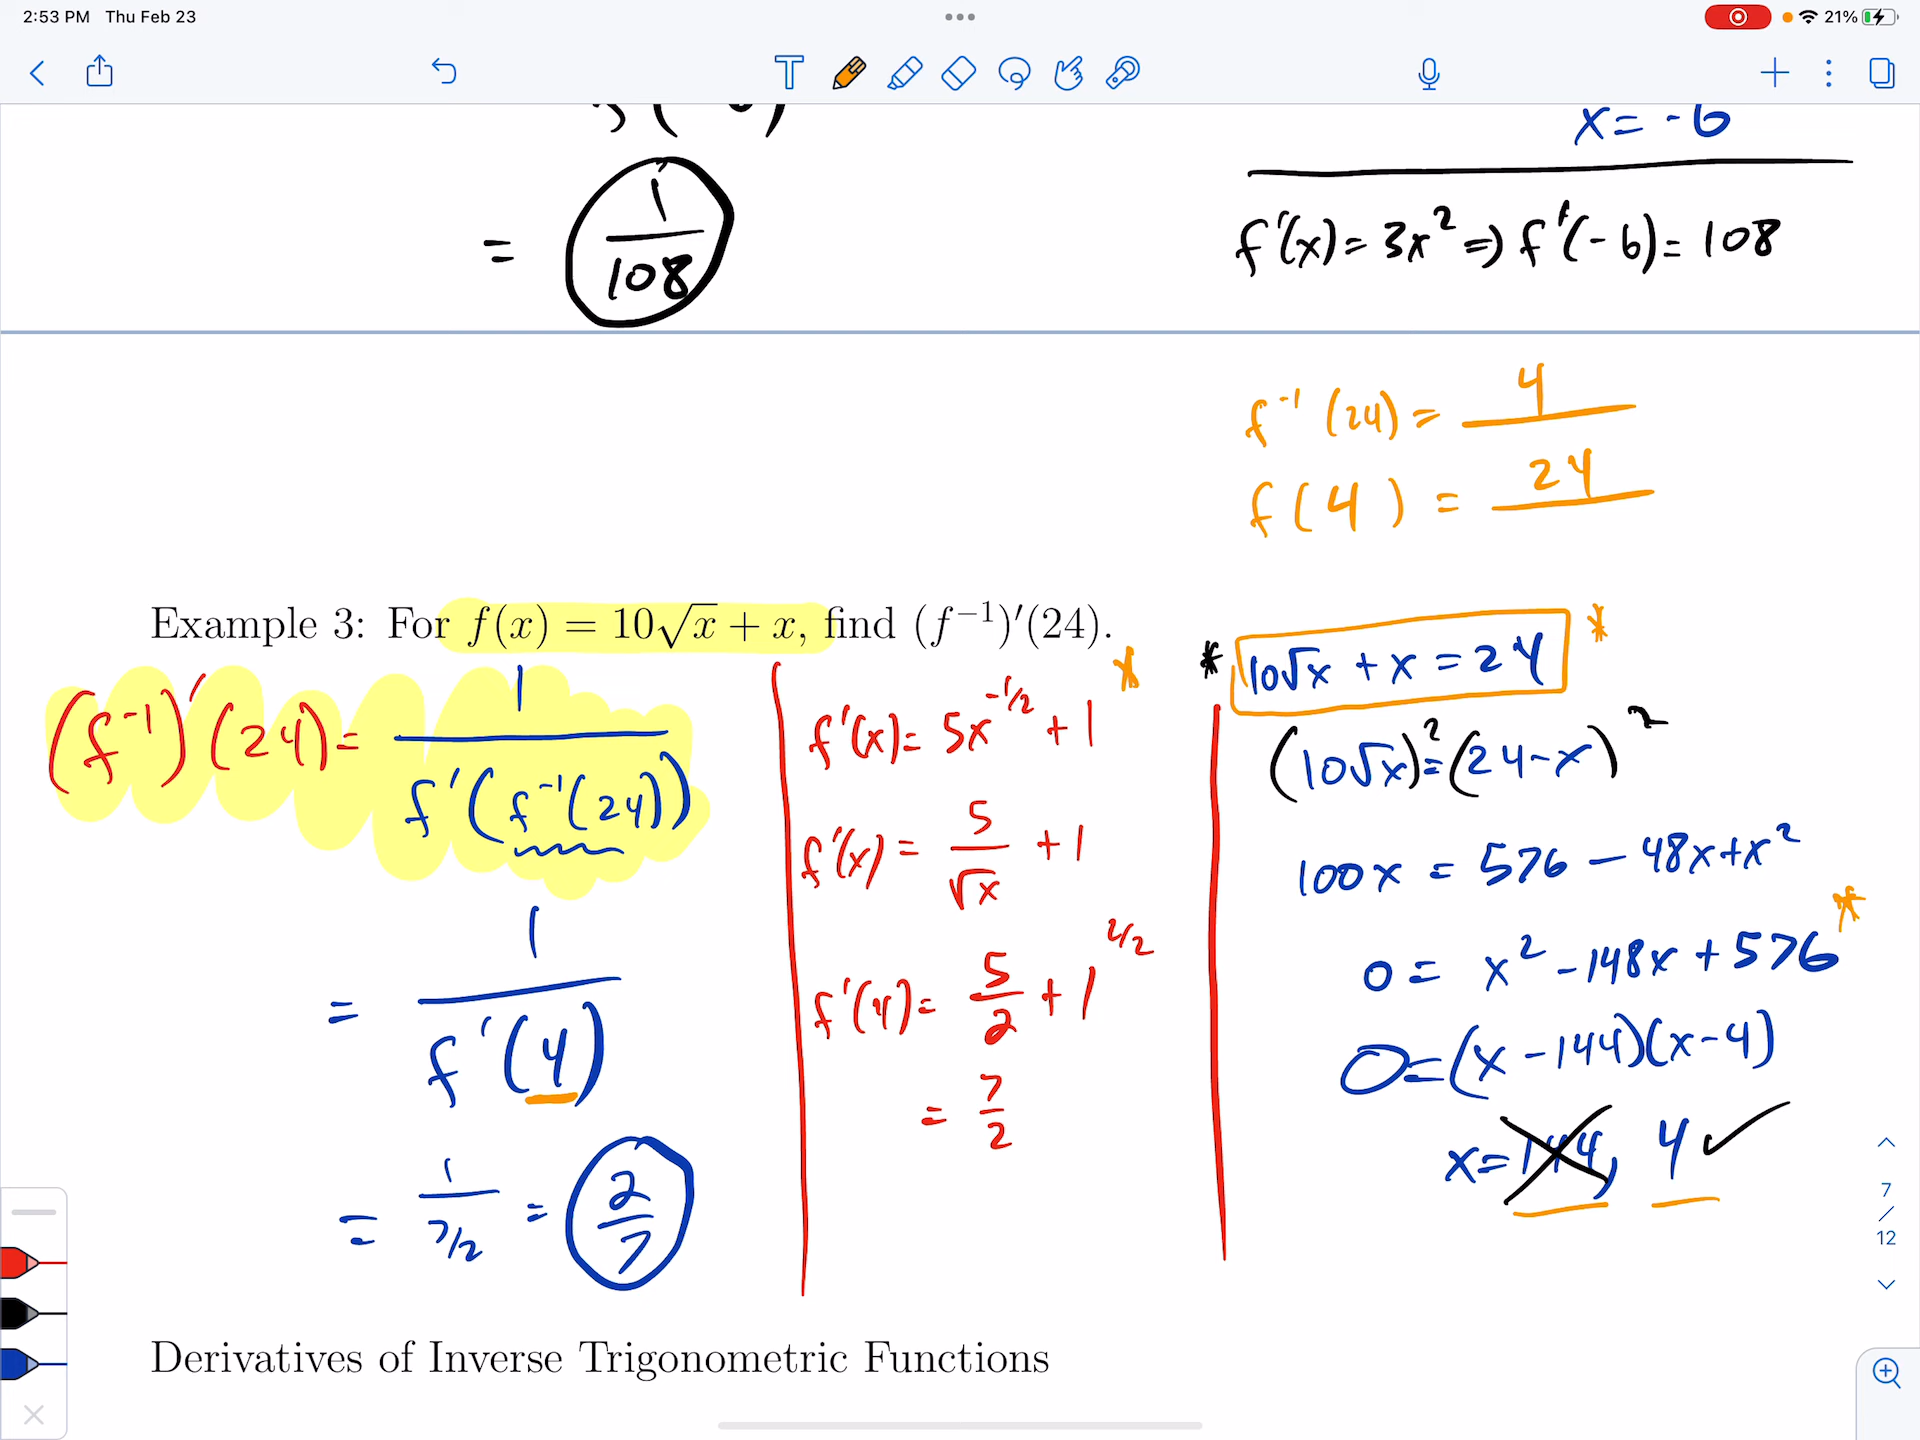 2:53 PM Thu Feb 23
21%
T
x = -6
= 1/108
f'(x) = 3x² ⇒ f'(-6) = 108
f⁻¹(24) = 4
f(4) = 24
Example 3: For f(x) = 10√x + x, find (f⁻¹)'(24).
(f⁻¹)'(24) = 1/f'(f⁻¹(24))
= 1/f'(4)
= 1/(7/2) = 2/7
f'(x) = 5x^(-1/2) + 1
f'(x) = 5/√x + 1
f'(4) = 5/2 + 1 2/2
= 7/2
* 10√x + x = 24 *
(10√x)² = (24-x)²
100x = 576 - 48x + x²
0 = x² - 148x + 576 *
0 = (x - 144)(x - 4)
x = 144, 4 ✓
7
/
12
Derivatives of Inverse Trigonometric Functions